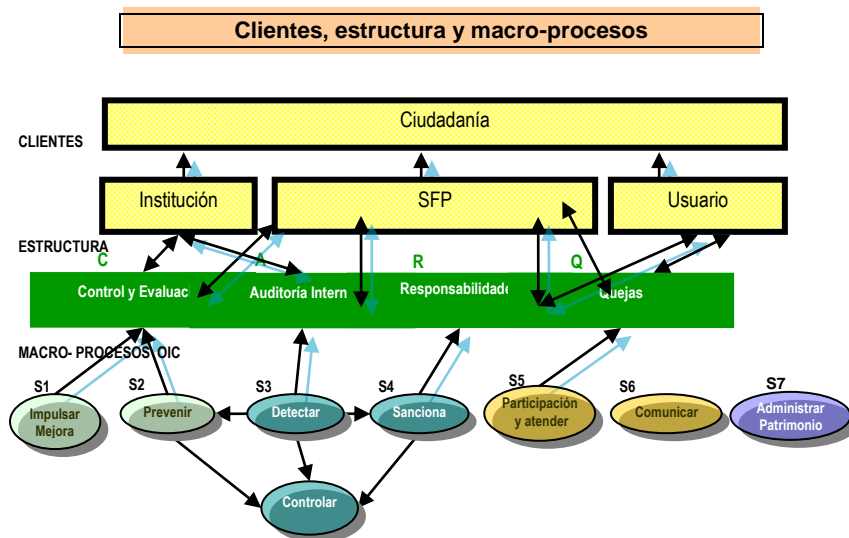 Clientes, estructura y macro-procesos
Ciudadanía
CLIENTES
Institución
SFP
Usuario
ESTRUCTURA
C
A
R
Q
Control y Evaluaci
Auditoría Intern
Responsabilidade
Quejas
MACRO- PROCESOS OIC
S1
S2
S3
S4
S5
S6
S7
Impulsar
Mejora
Prevenir
Detectar
Sanciona
Participación
y atender
Comunicar
Administrar
Patrimonio
Controlar